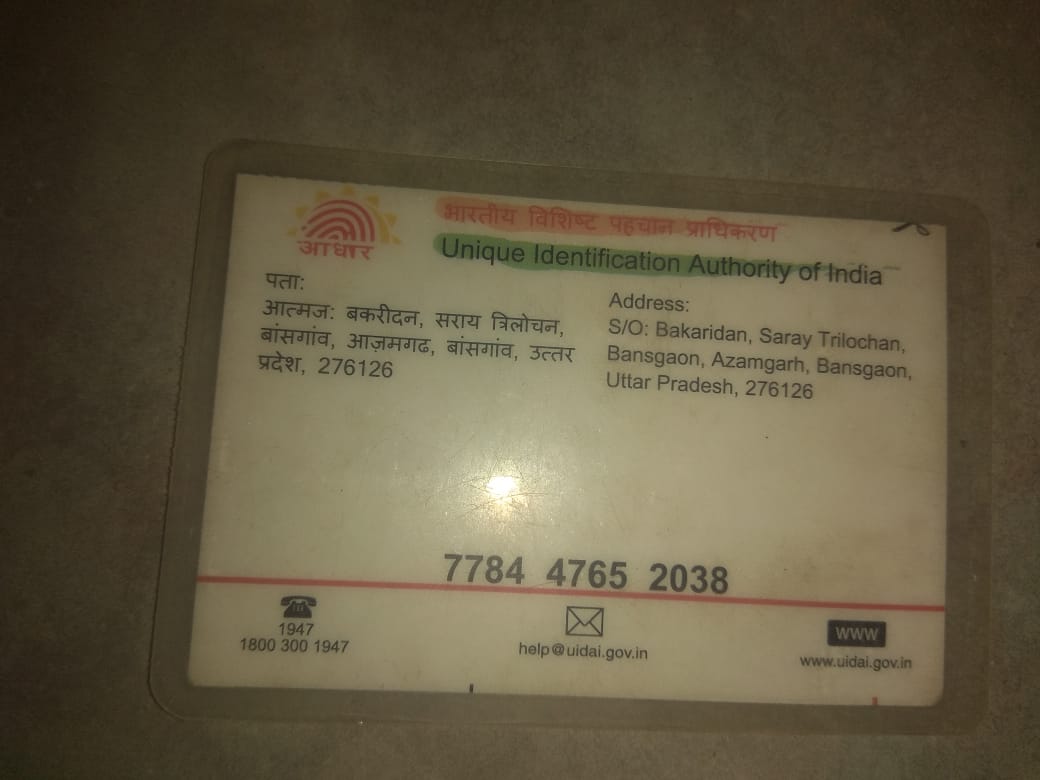 आधार
भारतीय विशिष्ट पहचान प्राधिकरण
Unique Identification Authority of India
पता:
आत्मज: बकरीदन, सराय त्रिलोचन,
बांसगांव, आज़मगढ, बांसगांव, उत्तर
प्रदेश, 276126
Address:
S/O: Bakaridan, Saray Trilochan,
Bansgaon, Azamgarh, Bansgaon,
Uttar Pradesh, 276126
7784 4765 2038
1947
1800 300 1947
help@uidai.gov.in
www
www.uidai.gov.in